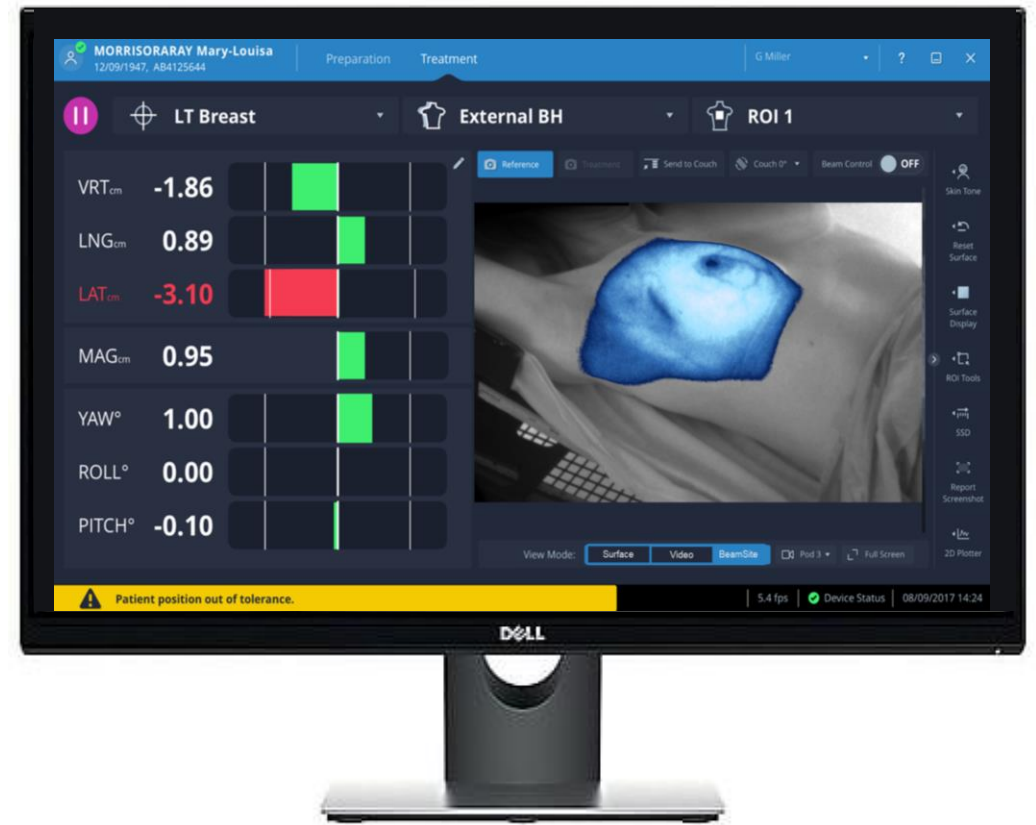 MORRISORARAY Mary-Louisa
12/09/1947, AB4125644
Preparation
Treatment
G Miller
?
LT Breast
External BH
ROI 1
VRTcm -1.86
LNGcm 0.89
LATcm -3.10
MAGcm 0.95
YAW° 1.00
ROLL° 0.00
PITCH° -0.10
Reference
Treatment
Send to Couch
Couch 0°
Beam Control
OFF
Skin Tone
Reset
Surface
Surface
Display
ROI Tools
SSD
Report
Screenshot
2D Plotter
View Mode:
Surface
Video
BeamSite
Pod 3
Full Screen
Patient position out of tolerance.
5.4 fps
Device Status
08/09/2017 14:24
DELL